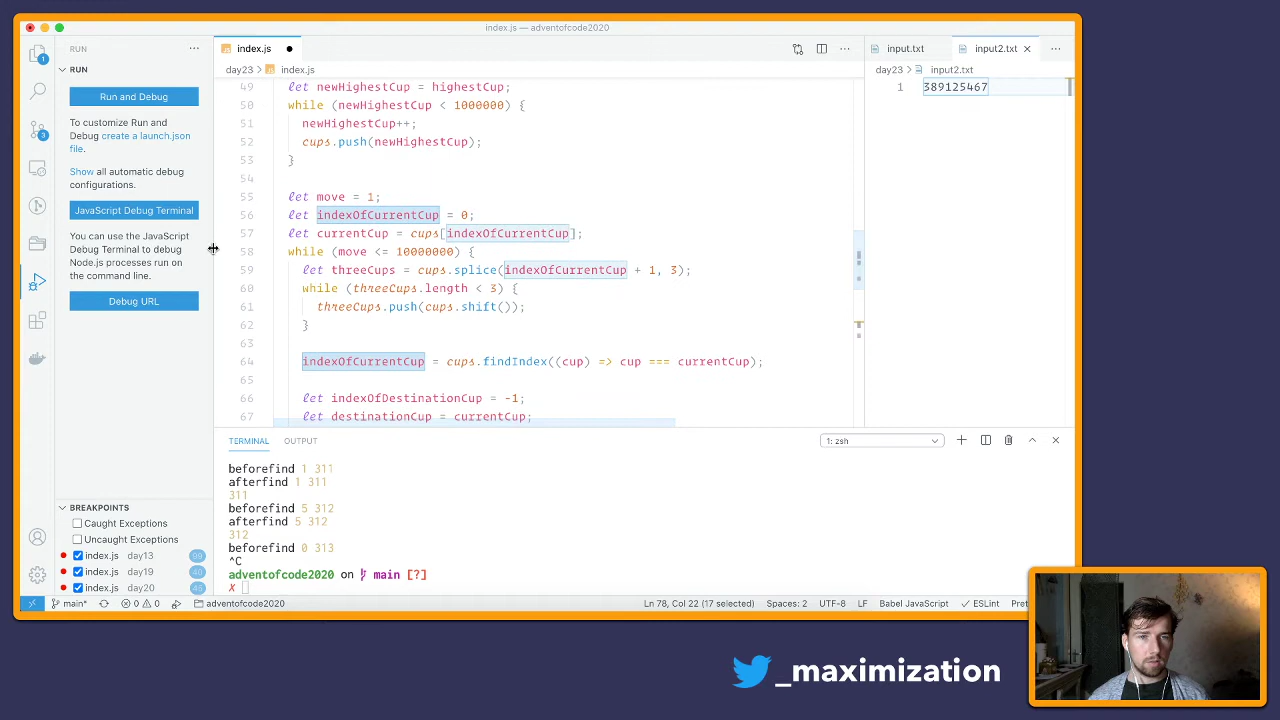 index.js — adventofcode2020
RUN
index.js
input.txt
input2.txt
RUN
day23 > index.js
day23 > input2.txt
Run and Debug
To customize Run and
Debug create a launch.json
file.
Show all automatic debug
configurations.
JavaScript Debug Terminal
You can use the JavaScript
Debug Terminal to debug
Node.js processes run on
the command line.
Debug URL
49 let newHighestCup = highestCup;
50 while (newHighestCup < 1000000) {
51 newHighestCup++;
52 cups.push(newHighestCup);
53 }
54
55 let move = 1;
56 let indexOfCurrentCup = 0;
57 let currentCup = cups[indexOfCurrentCup];
58 while (move <= 10000000) {
59 let threeCups = cups.splice(indexOfCurrentCup + 1, 3);
60 while (threeCups.length < 3) {
61 threeCups.push(cups.shift());
62 }
63
64 indexOfCurrentCup = cups.findIndex((cup) => cup === currentCup);
65
66 let indexOfDestinationCup = -1;
67 let destinationCup = currentCup;
1 389125467
TERMINAL
OUTPUT
1: zsh
beforefind 1 311
afterfind 1 311
311
beforefind 5 312
afterfind 5 312
312
beforefind 0 313
^C
adventofcode2020 on main [?]
✗
BREAKPOINTS
Caught Exceptions
Uncaught Exceptions
index.js day13 99
index.js day19 40
index.js day20 45
1
3
main*
0 0
adventofcode2020
Ln 78, Col 22 (17 selected)
Spaces: 2
UTF-8
LF
Babel JavaScript
ESLint
Pret
_maximization